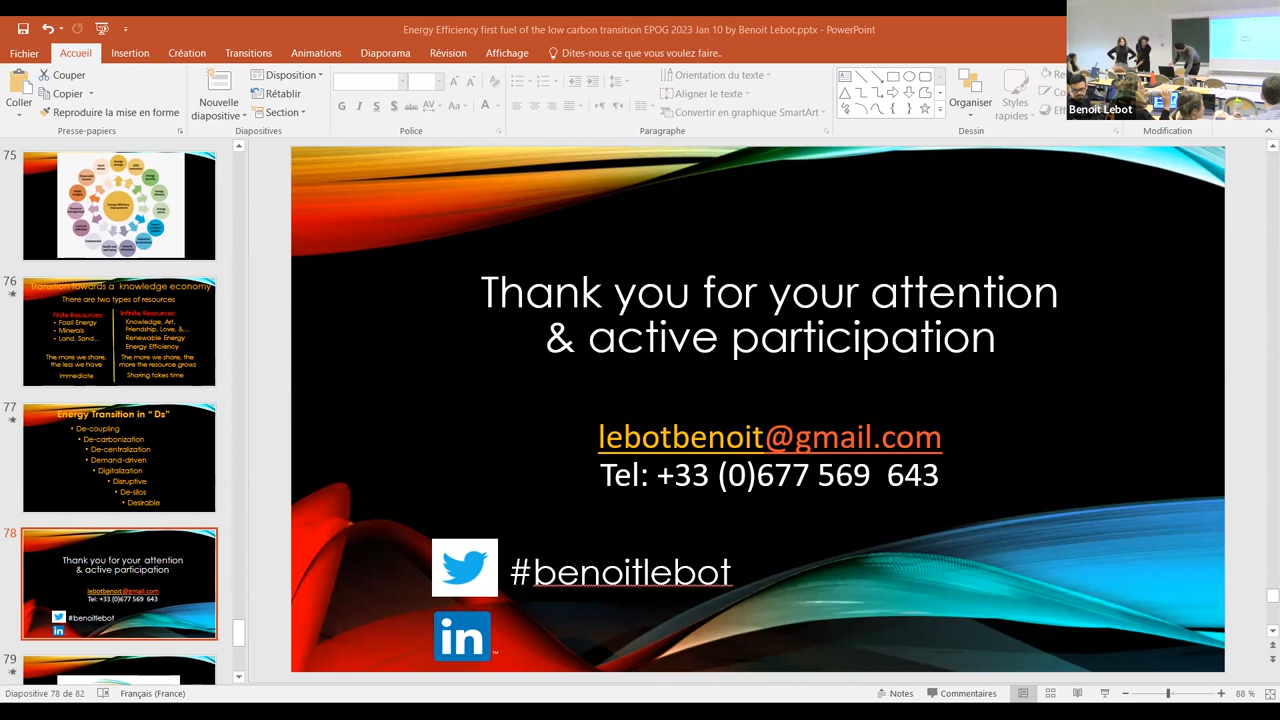 Energy Efficiency first fuel of the low carbon transition EPOG 2023 Jan 10 by Benoit Lebot.pptx - PowerPoint
Fichier Accueil Insertion Création Transitions Animations Diaporama Révision Affichage Dites-nous ce que vous voulez faire..
Coller
Couper
Copier
Reproduire la mise en forme
Presse-papiers
Nouvelle
diapositive
Disposition
Rétablir
Section
Diapositives
G I S S abc AV Aa A
Police
Orientation du texte
Aligner le texte
Convertir en graphique SmartArt
Paragraphe
Organiser
Styles
rapides
Dessin
Modification
Benoit Lebot
75
Energy efficiency
improvement
76
Transition towards a knowledge economy
There are two types of resources
Finite Resources:
Fossil Energy
Minerals
Land, Sand...
The more we share,
the less we have
Immediate
Infinite Resources:
Knowledge, Art,
Friendship, Love, &...
Renewable Energy
Energy Efficiency
The more we share, the
more the resource grows
Sharing takes time
77
Energy Transition in " Ds"
De-coupling
De-carbonization
De-centralization
Demand-driven
Digitalization
Disruptive
De-silos
Desirable
78
Thank you for your attention
& active participation
lebotbenoit@gmail.com
Tel: +33 (0)677 569 643
#benoitlebot
in
79
Thank you for your attention
& active participation
lebotbenoit@gmail.com
Tel: +33 (0)677 569 643
#benoitlebot
in
Diapositive 78 de 82 Français (France) Notes Commentaires 88 %